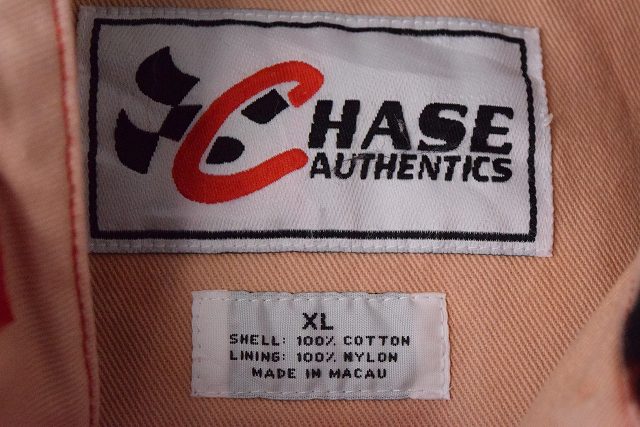 CHASE
AUTHENTICS
XL
SHELL: 100% COTTON
LINING: 100% NYLON
MADE IN MACAU